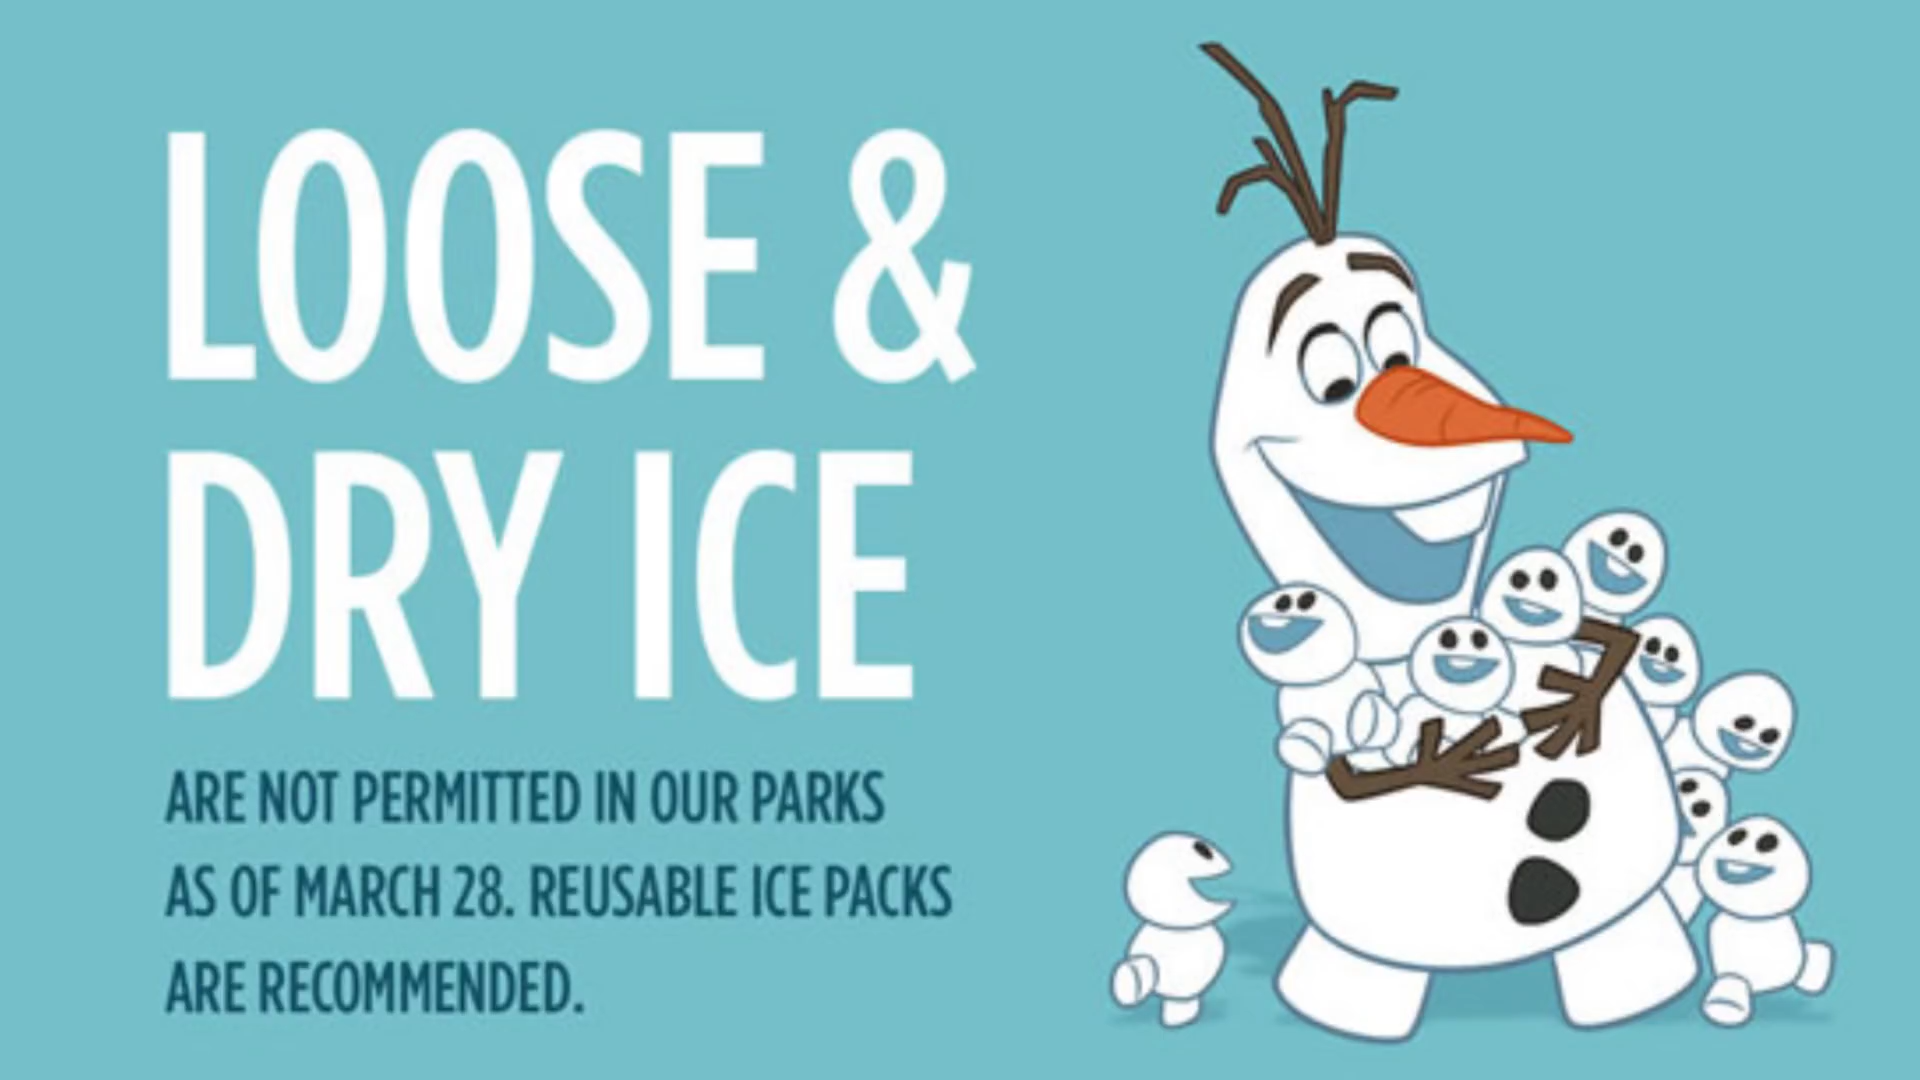 LOOSE &
DRY ICE
ARE NOT PERMITTED IN OUR PARKS
AS OF MARCH 28. REUSABLE ICE PACKS
ARE RECOMMENDED.